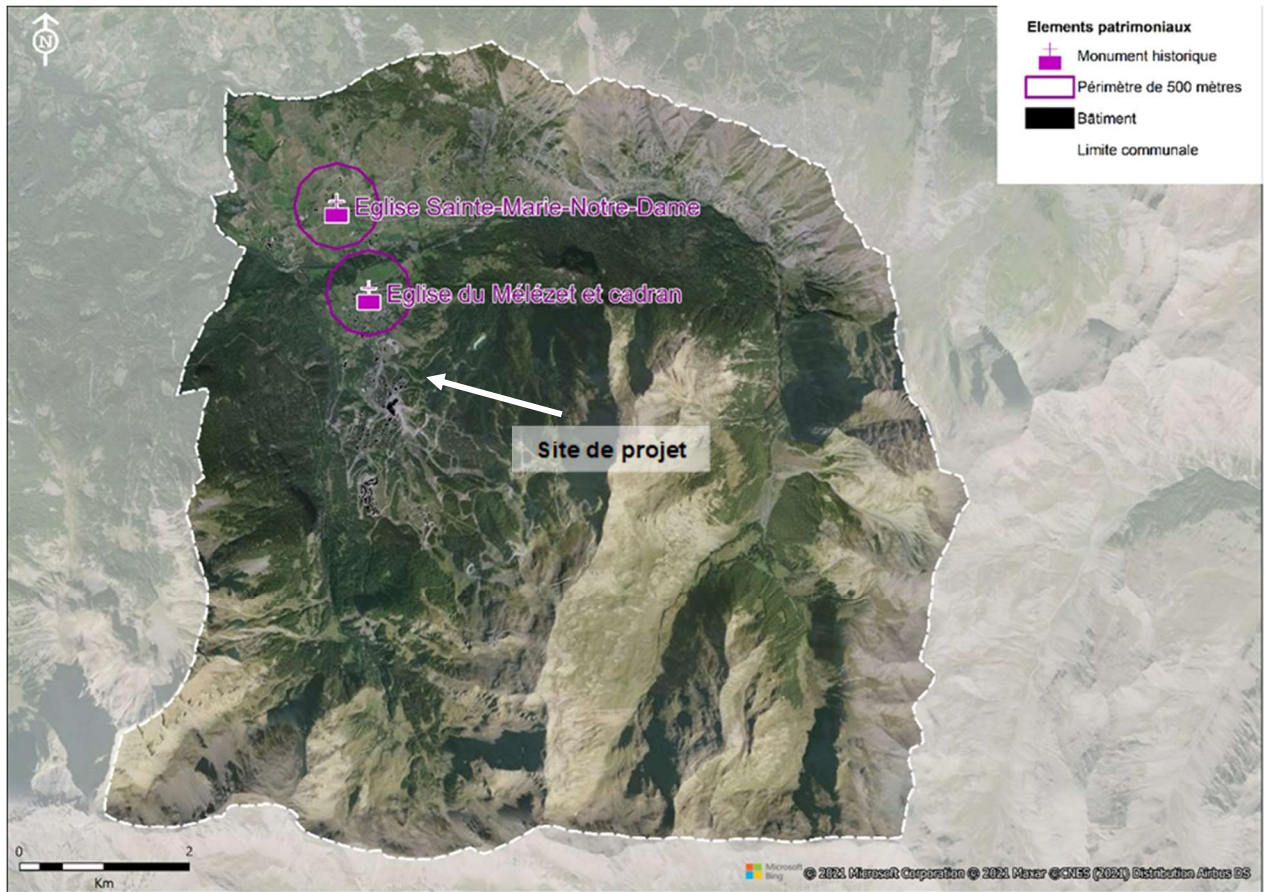 N
Elements patrimoniaux
Monument historique
Périmètre de 500 mètres
Bâtiment
Limite communale
Eglise Sainte-Marie-Notre-Dame
Eglise du Mélézet et cadran
Site de projet
0 2
Km
Microsoft
Bing
© 2021 Microsoft Corporation © 2021 Maxar ©CNES (2021) Distribution Airbus DS